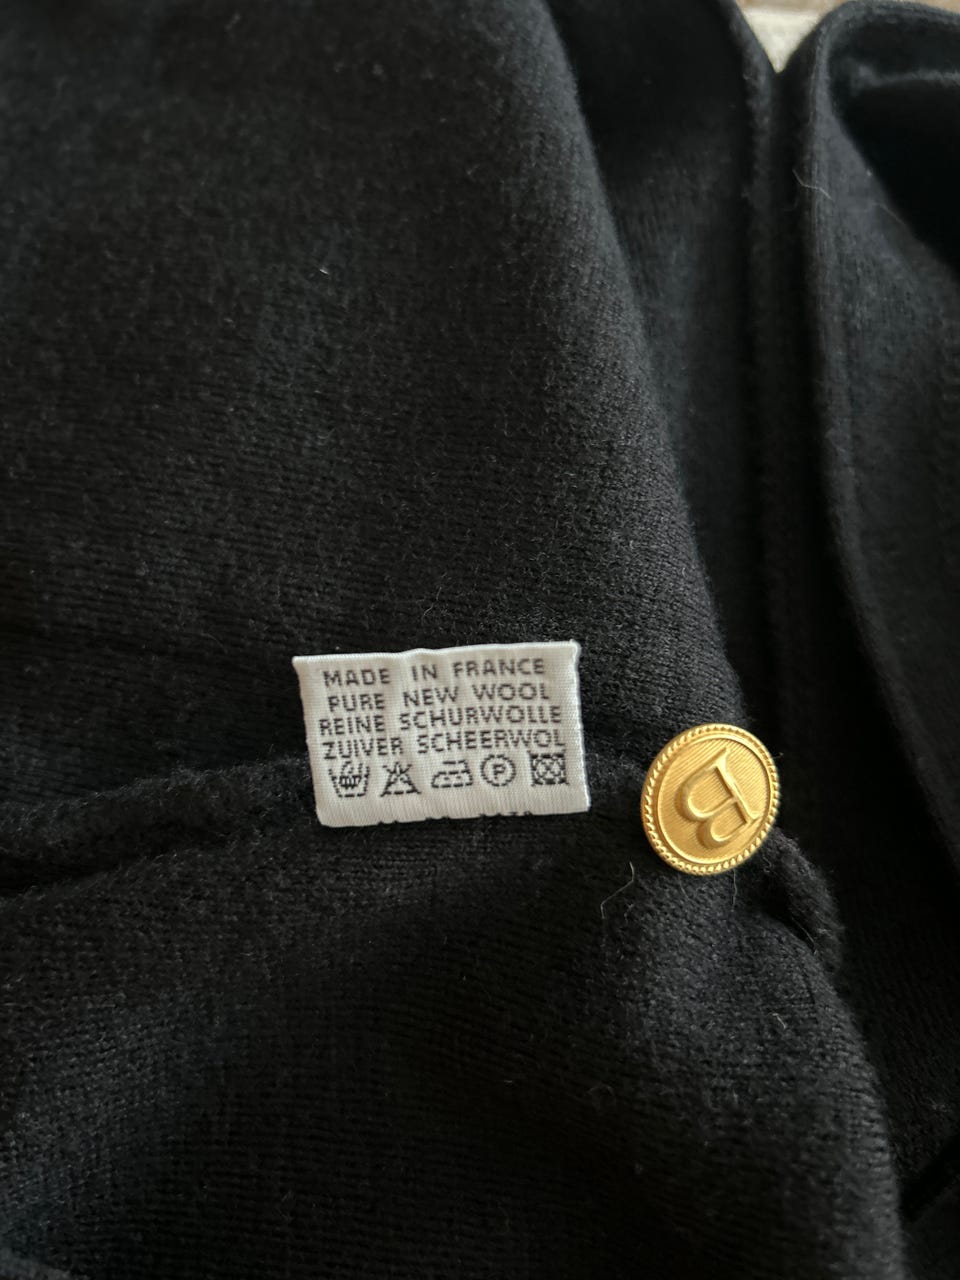 MADE IN FRANCE
PURE NEW WOOL
REINE SCHURWOLLE
ZUIVER SCHEERWOL
P
B